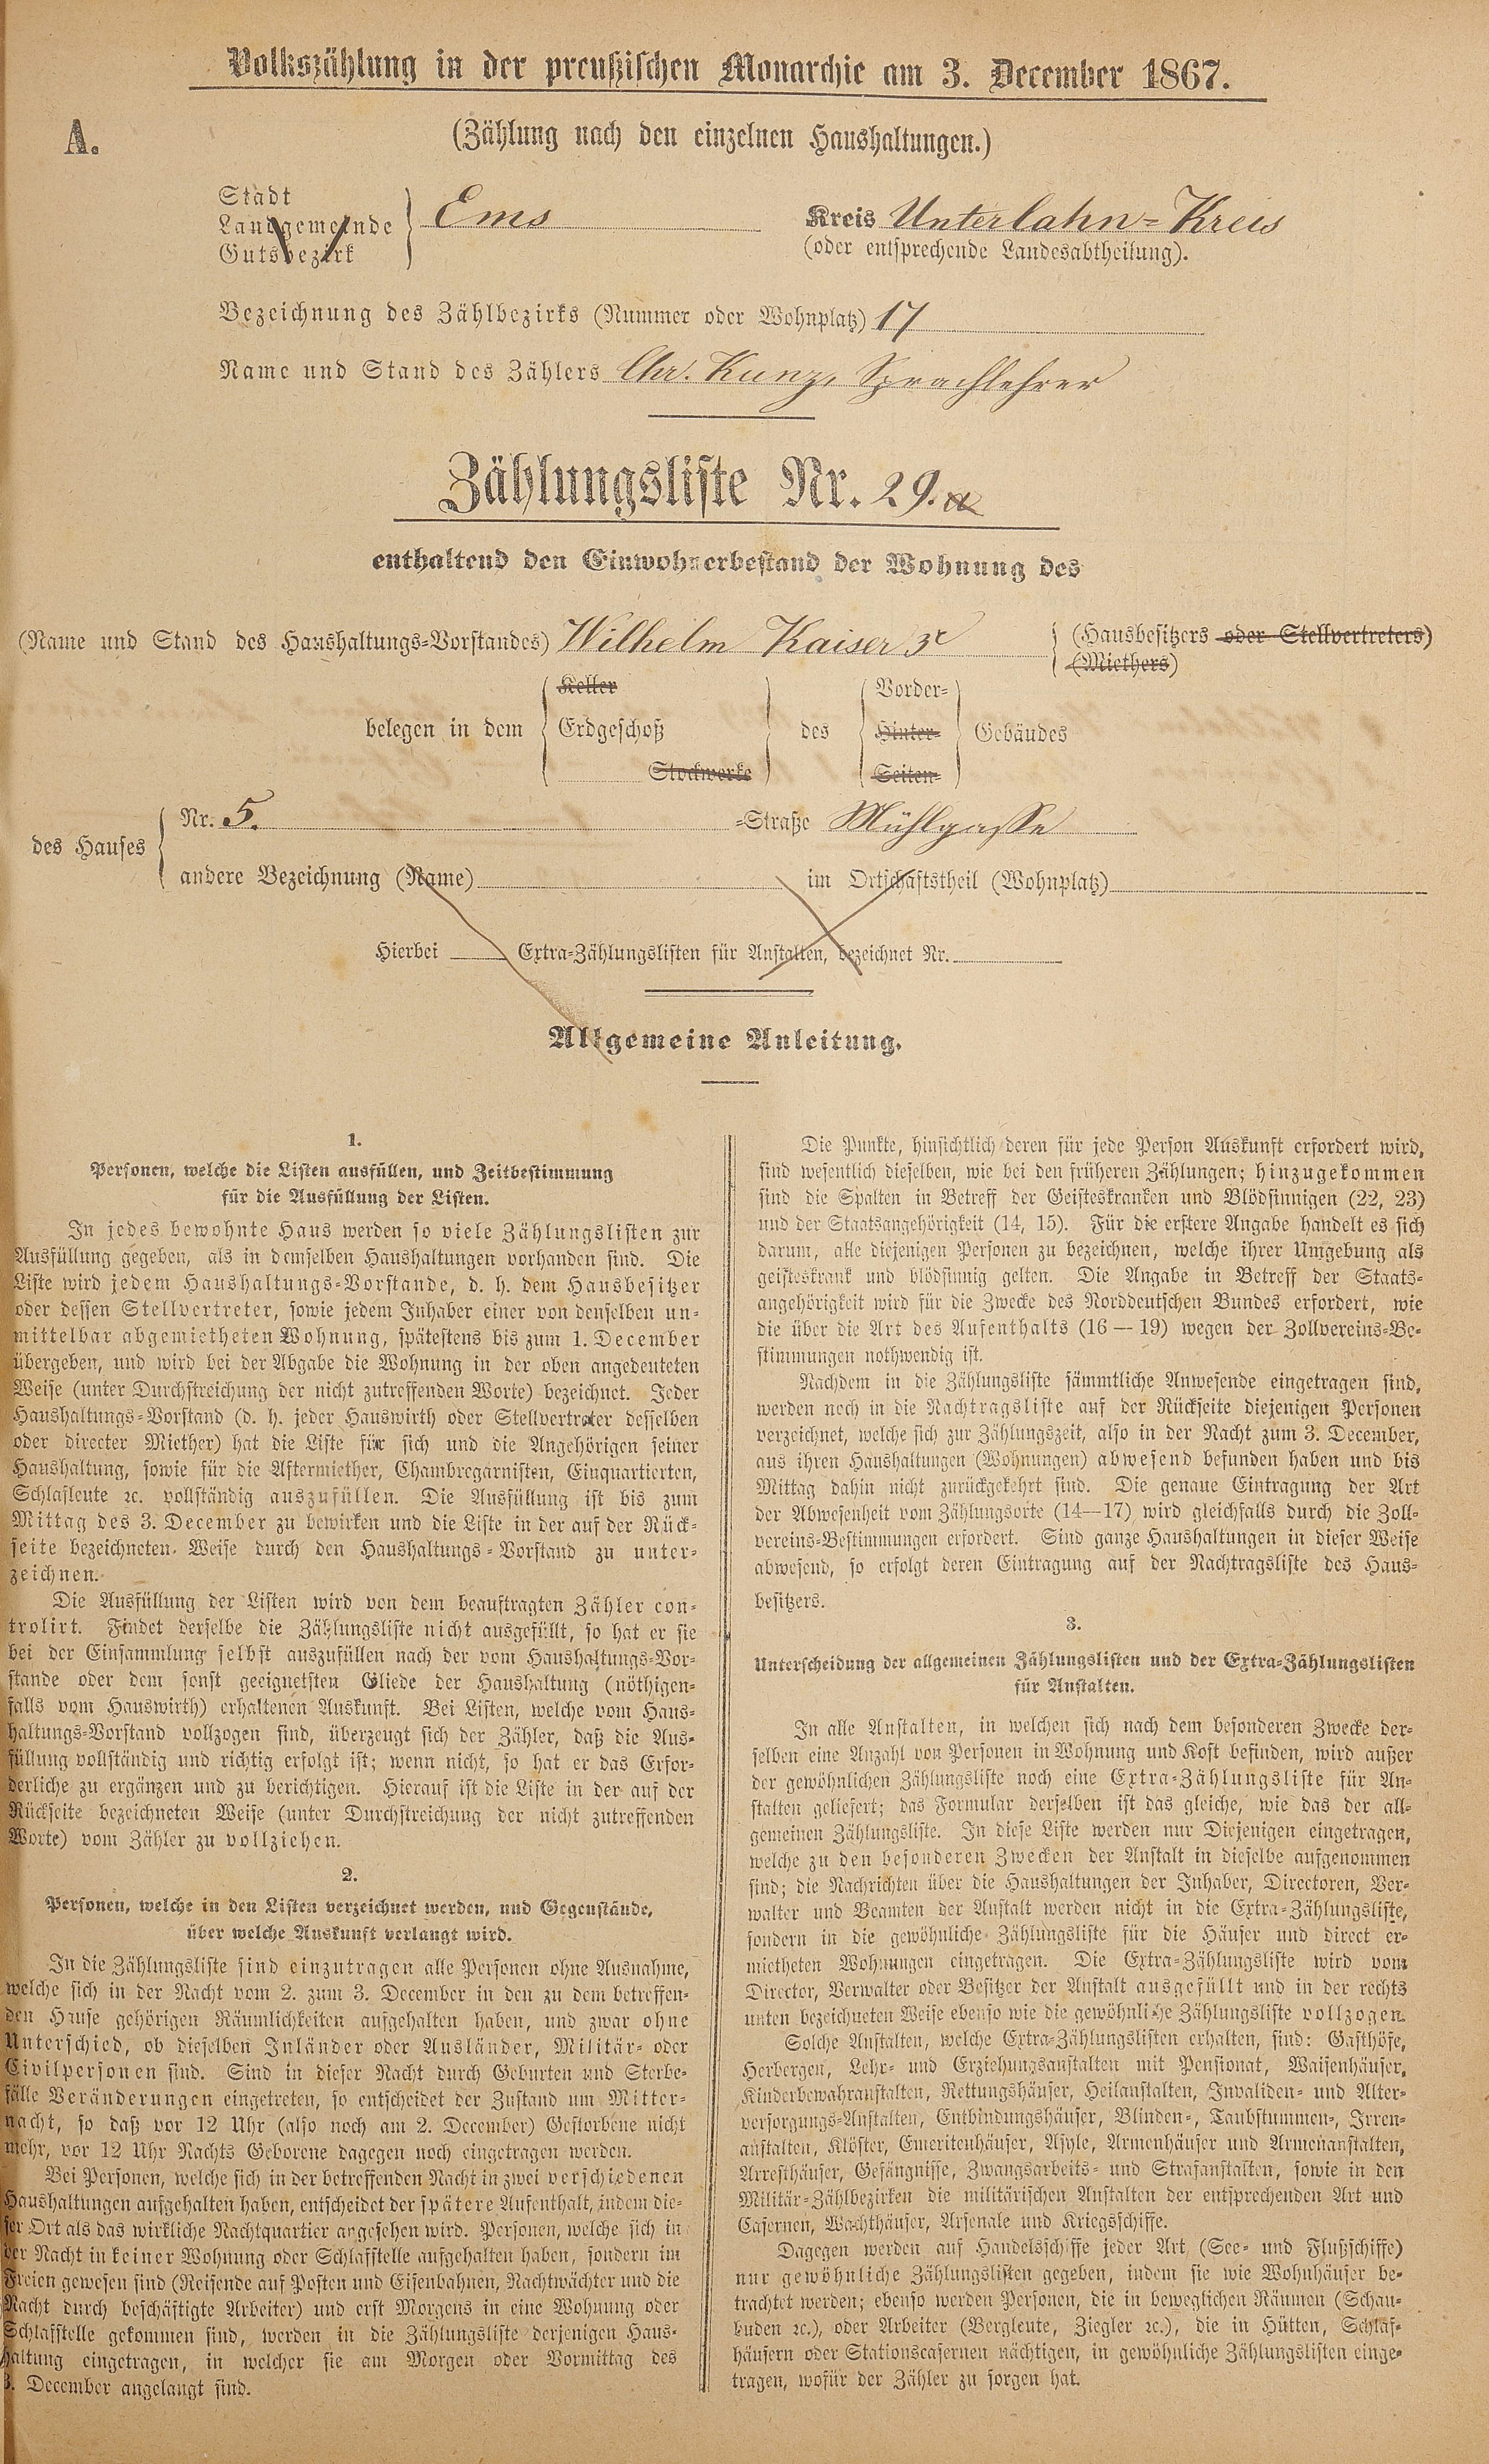 Volkszählung in der preußischen Monarchie am 3. December 1867.
A.
(Zählung nach den einzelnen Haushaltungen.)
Stadt
Landgemeinde
Gutsbezirk
Ems
Kreis Unterlahn-Kreis
(oder entsprechende Landesabtheilung).
Bezeichnung des Zählbezirks (Nummer oder Wohnplatz) 17
Name und Stand des Zählers Chr. Kunz, Sprachlehrer
Zählungsliste Nr. 29. a
enthaltend den Einwohnerbestand der Wohnung des
(Name und Stand des Haushaltungs-Vorstandes) Wilhelm Kaiser 3r
(Hausbesitzers oder Stellvertreters)
(Miethers)
belegen in dem
Keller
Erdgeschoß
Stockwerke
des
Vorder-
Hinter-
Seiten-
Gebäudes
des Hauses
Nr. 5. -Straße Mühlgasse
andere Bezeichnung (Name) im Ortschaftstheil (Wohnplatz)
Hierbei Extra-Zählungslisten für Anstalten, bezeichnet Nr.
Allgemeine Anleitung.
1.
Personen, welche die Listen ausfüllen, und Zeitbestimmung
für die Ausfüllung der Listen.
In jedes bewohnte Haus werden so viele Zählungslisten zur
Ausfüllung gegeben, als in demselben Haushaltungen vorhanden sind. Die
Liste wird jedem Haushaltungs-Vorstande, d. h. dem Hausbesitzer
oder dessen Stellvertreter, sowie jedem Inhaber einer von denselben un-
mittelbar abgemietheten Wohnung, spätestens bis zum 1. December
übergeben, und wird bei der Abgabe die Wohnung in der oben angedeuteten
Weise (unter Durchstreichung der nicht zutreffenden Worte) bezeichnet. Jeder
Haushaltungs-Vorstand (d. h. jeder Hauswirth oder Stellvertreter desselben
oder directer Miether) hat die Liste für sich und die Angehörigen seiner
Haushaltung, sowie für die Aftermiether, Chambregarnisten, Einquartierten,
Schlafleute ꝛc. vollständig auszufüllen. Die Ausfüllung ist bis zum
Mittag des 3. December zu bewirken und die Liste in der auf der Rück-
seite bezeichneten Weise durch den Haushaltungs-Vorstand zu unter-
zeichnen.
Die Ausfüllung der Listen wird von dem beauftragten Zähler con-
trolirt. Findet derselbe die Zählungsliste nicht ausgefüllt, so hat er sie
bei der Einsammlung selbst auszufüllen nach der vom Haushaltungs-Vor-
stande oder dem sonst geeignetsten Gliede der Haushaltung (nöthigen-
falls vom Hauswirth) erhaltenen Auskunft. Bei Listen, welche vom Haus-
haltungs-Vorstand vollzogen sind, überzeugt sich der Zähler, daß die Aus-
füllung vollständig und richtig erfolgt ist; wenn nicht, so hat er das Erfor-
derliche zu ergänzen und zu berichtigen. Hierauf ist die Liste in der auf der
Rückseite bezeichneten Weise (unter Durchstreichung der nicht zutreffenden
Worte) vom Zähler zu vollziehen.
2.
Personen, welche in den Listen verzeichnet werden, und Gegenstände,
über welche Auskunft verlangt wird.
In die Zählungsliste sind einzutragen alle Personen ohne Ausnahme,
welche sich in der Nacht vom 2. zum 3. December in den zu dem betreffen-
den Hause gehörigen Räumlichkeiten aufgehalten haben, und zwar ohne
Unterschied, ob dieselben Inländer oder Ausländer, Militär- oder
Civilpersonen sind. Sind in dieser Nacht durch Geburten und Sterbe-
fälle Veränderungen eingetreten, so entscheidet der Zustand um Mitter-
nacht, so daß vor 12 Uhr (also noch am 2. December) Gestorbene nicht
mehr, vor 12 Uhr Nachts Geborene dagegen noch eingetragen werden.
Bei Personen, welche sich in der betreffenden Nacht in zwei verschiedenen
Haushaltungen aufgehalten haben, entscheidet der spätere Aufenthalt, indem die-
ser Ort als das wirkliche Nachtquartier angesehen wird. Personen, welche sich in
der Nacht in keiner Wohnung oder Schlafstelle aufgehalten haben, sondern im
Freien gewesen sind (Reisende auf Posten und Eisenbahnen, Nachtwächter und die
Nacht durch beschäftigte Arbeiter) und erst Morgens in eine Wohnung oder
Schlafstelle gekommen sind, werden in die Zählungsliste derjenigen Haus-
haltung eingetragen, in welcher sie am Morgen oder Vormittag des
3. December angelangt sind.
Die Punkte, hinsichtlich deren für jede Person Auskunft erfordert wird,
sind wesentlich dieselben, wie bei den früheren Zählungen; hinzugekommen
sind die Spalten in Betreff der Geisteskranken und Blödsinnigen (22, 23)
und der Staatsangehörigkeit (14, 15). Für die erstere Angabe handelt es sich
darum, alle diejenigen Personen zu bezeichnen, welche ihrer Umgebung als
geisteskrank und blödsinnig gelten. Die Angabe in Betreff der Staats-
angehörigkeit wird für die Zwecke des Norddeutschen Bundes erfordert, wie
die über die Art des Aufenthalts (16 — 19) wegen der Zollvereins-Be-
stimmungen nothwendig ist.
Nachdem in die Zählungsliste sämmtliche Anwesende eingetragen sind,
werden noch in die Nachtragsliste auf der Rückseite diejenigen Personen
verzeichnet, welche sich zur Zählungszeit, also in der Nacht zum 3. December,
aus ihren Haushaltungen (Wohnungen) abwesend befunden haben und bis
Mittag dahin nicht zurückgekehrt sind. Die genaue Eintragung der Art
der Abwesenheit vom Zählungsorte (14—17) wird gleichfalls durch die Zoll-
vereins-Bestimmungen erfordert. Sind ganze Haushaltungen in dieser Weise
abwesend, so erfolgt deren Eintragung auf der Nachtragsliste des Haus-
besitzers.
3.
Unterscheidung der allgemeinen Zählungslisten und der Extra-Zählungslisten
für Anstalten.
In alle Anstalten, in welchen sich nach dem besonderen Zwecke der-
selben eine Anzahl von Personen in Wohnung und Kost befinden, wird außer
der gewöhnlichen Zählungsliste noch eine Extra-Zählungsliste für An-
stalten geliefert; das Formular derselben ist das gleiche, wie das der all-
gemeinen Zählungsliste. In diese Liste werden nur Diejenigen eingetragen,
welche zu den besonderen Zwecken der Anstalt in dieselbe aufgenommen
sind; die Nachrichten über die Haushaltungen der Inhaber, Directoren, Ver-
walter und Beamten der Anstalt werden nicht in die Extra-Zählungsliste,
sondern in die gewöhnliche Zählungsliste für die Häuser und direct er-
mietheten Wohnungen eingetragen. Die Extra-Zählungsliste wird vom
Director, Verwalter oder Besitzer der Anstalt ausgefüllt und in der rechts
unten bezeichneten Weise ebenso wie die gewöhnliche Zählungsliste vollzogen.
Solche Anstalten, welche Extra-Zählungslisten erhalten, sind: Gasthöfe,
Herbergen, Lehr- und Erziehungsanstalten mit Pensionat, Waisenhäuser,
Kinderbewahranstalten, Rettungshäuser, Heilanstalten, Invaliden- und Alter-
versorgungs-Anstalten, Entbindungshäuser, Blinden-, Taubstummen-, Irren-
anstalten, Klöster, Emeritenhäuser, Asyle, Armenhäuser und Armenanstalten,
Arresthäuser, Gefängnisse, Zwangsarbeits- und Strafanstalten, sowie in den
Militär-Zählbezirken die militärischen Anstalten der entsprechenden Art und
Casernen, Wachthäuser, Arsenale und Kriegsschiffe.
Dagegen werden auf Handelsschiffe jeder Art (See- und Flußschiffe)
nur gewöhnliche Zählungslisten gegeben, indem sie wie Wohnhäuser be-
trachtet werden; ebenso werden Personen, die in beweglichen Räumen (Schau-
buden ꝛc.), oder Arbeiter (Bergleute, Ziegler ꝛc.), die in Hütten, Schlaf-
häusern oder Stationscasernen nächtigen, in gewöhnliche Zählungslisten einge-
tragen, wofür der Zähler zu sorgen hat.